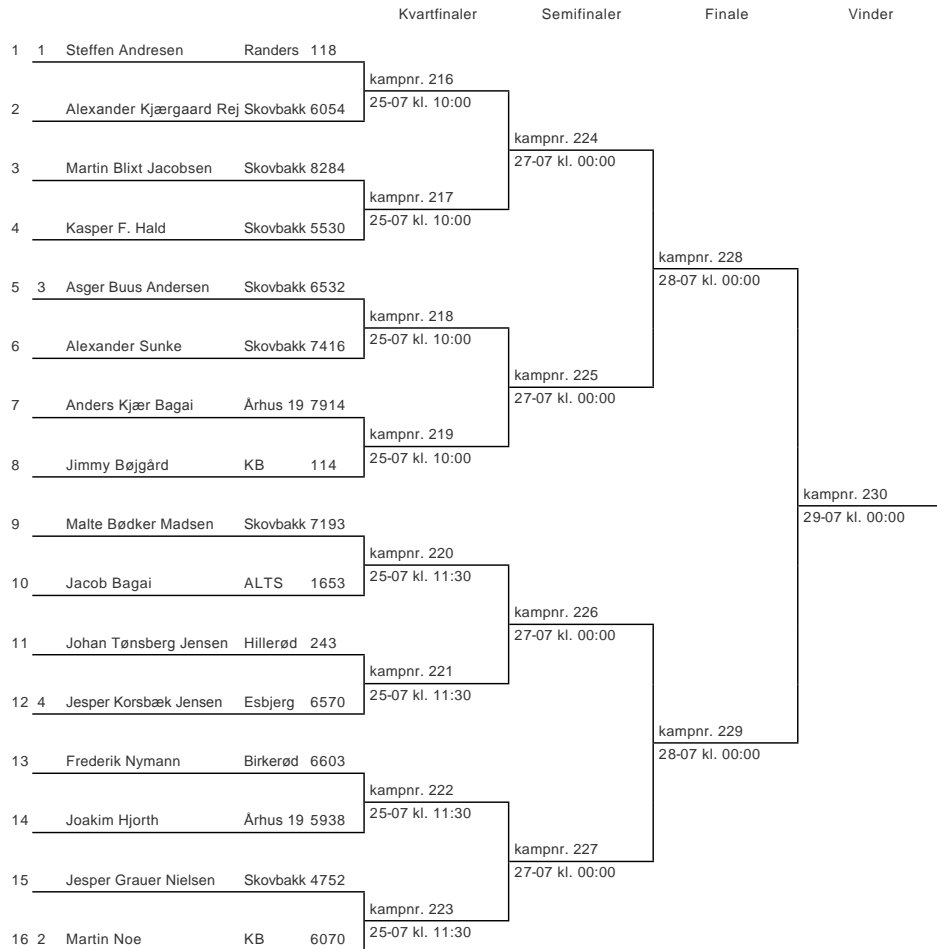 Kvartfinaler Semifinaler Finale Vinder
1 1 Steffen Andresen Randers 118
kampnr. 216
25-07 kl. 10:00
2 Alexander Kjærgaard Rej Skovbakk 6054
kampnr. 224
27-07 kl. 00:00
3 Martin Blixt Jacobsen Skovbakk 8284
kampnr. 217
25-07 kl. 10:00
4 Kasper F. Hald Skovbakk 5530
kampnr. 228
28-07 kl. 00:00
5 3 Asger Buus Andersen Skovbakk 6532
kampnr. 218
25-07 kl. 10:00
6 Alexander Sunke Skovbakk 7416
kampnr. 225
27-07 kl. 00:00
7 Anders Kjær Bagai Århus 19 7914
kampnr. 219
25-07 kl. 10:00
8 Jimmy Bøjgård KB 114
kampnr. 230
29-07 kl. 00:00
9 Malte Bødker Madsen Skovbakk 7193
kampnr. 220
25-07 kl. 11:30
10 Jacob Bagai ALTS 1653
kampnr. 226
27-07 kl. 00:00
11 Johan Tønsberg Jensen Hillerød 243
kampnr. 221
25-07 kl. 11:30
12 4 Jesper Korsbæk Jensen Esbjerg 6570
kampnr. 229
28-07 kl. 00:00
13 Frederik Nymann Birkerød 6603
kampnr. 222
25-07 kl. 11:30
14 Joakim Hjorth Århus 19 5938
kampnr. 227
27-07 kl. 00:00
15 Jesper Grauer Nielsen Skovbakk 4752
kampnr. 223
25-07 kl. 11:30
16 2 Martin Noe KB 6070